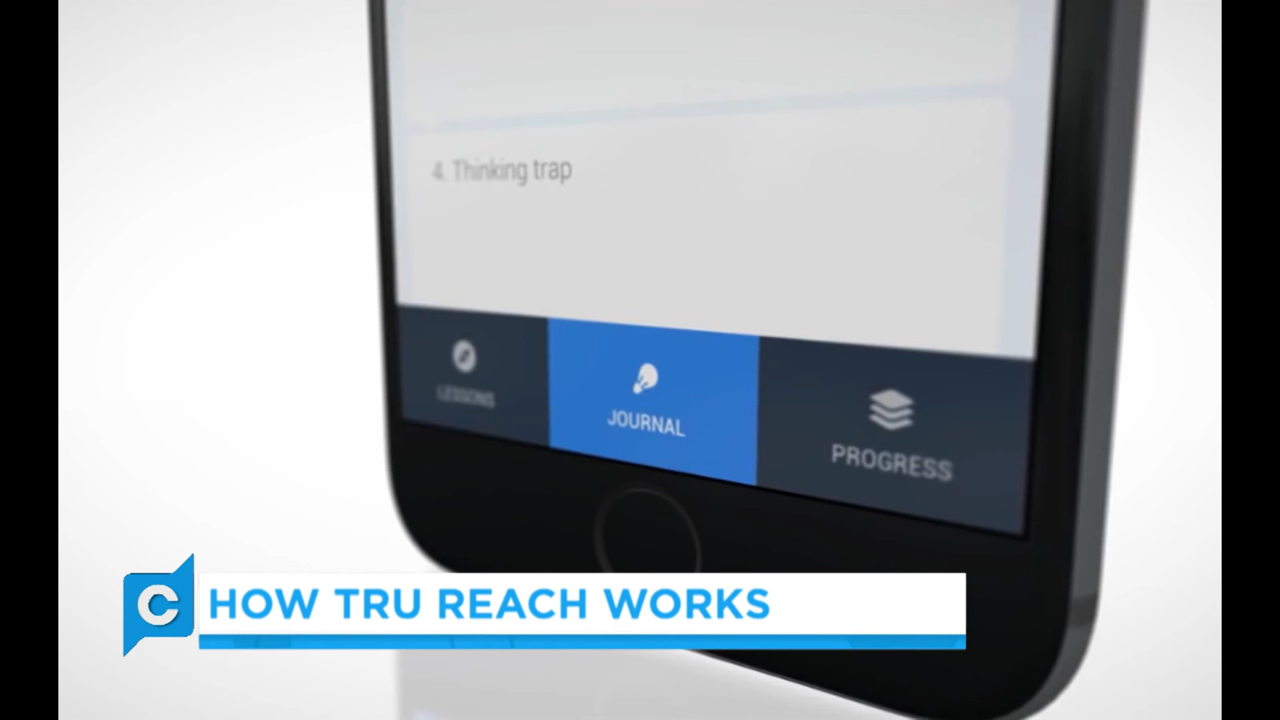 4. Thinking trap
LESSONS
JOURNAL
PROGRESS
C
HOW TRU REACH WORKS